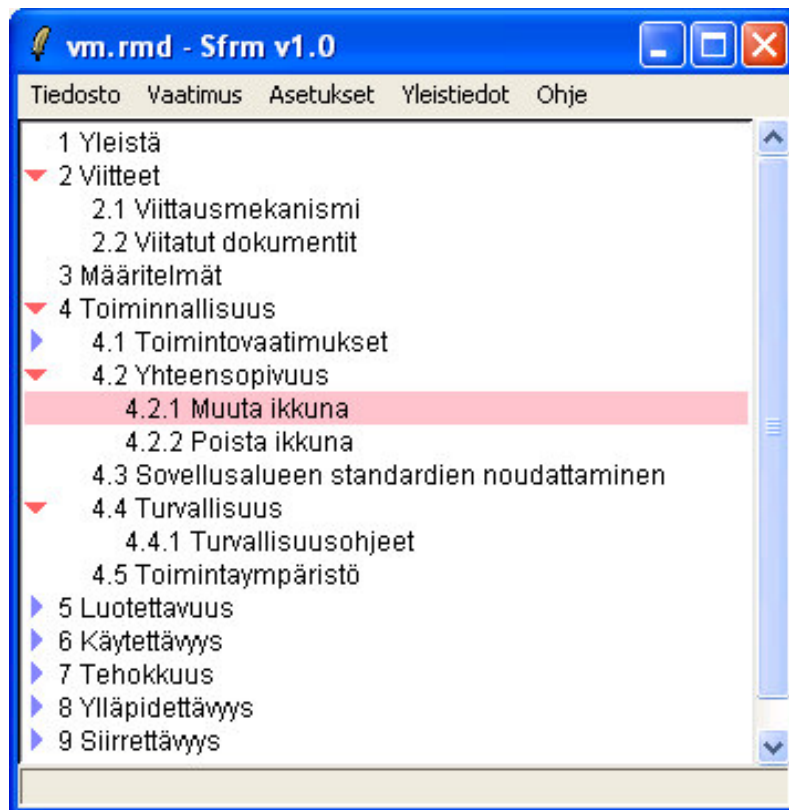 vm.rmd - Sfrm v1.0
Tiedosto Vaatimus Asetukset Yleistiedot Ohje
1 Yleistä
2 Viitteet
2.1 Viittausmekanismi
2.2 Viitatut dokumentit
3 Määritelmät
4 Toiminnallisuus
4.1 Toimintovaatimukset
4.2 Yhteensopivuus
4.2.1 Muuta ikkuna
4.2.2 Poista ikkuna
4.3 Sovellusalueen standardien noudattaminen
4.4 Turvallisuus
4.4.1 Turvallisuusohjeet
4.5 Toimintaympäristö
5 Luotettavuus
6 Käytettävyys
7 Tehokkuus
8 Ylläpidettävyys
9 Siirrettävyys